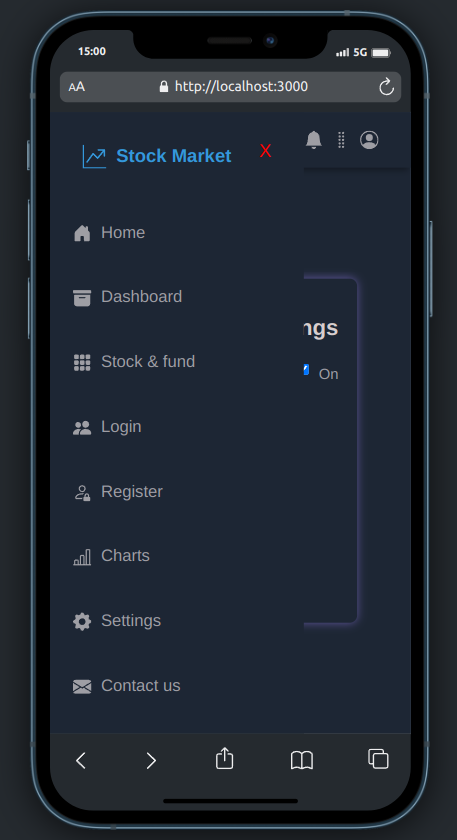 15:00
5G
AA
http://localhost:3000
Stock Market
X
Home
ngs
Dashboard
Stock & fund
On
Login
Register
Charts
Settings
Contact us